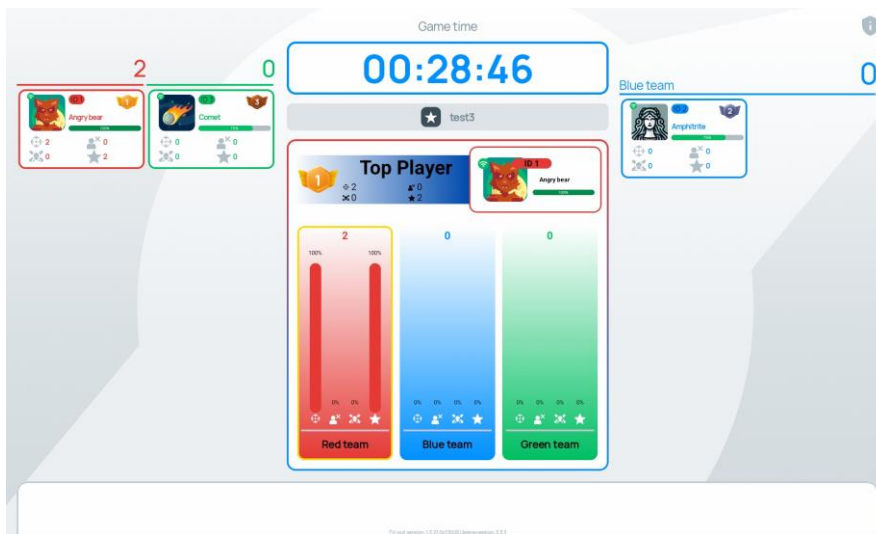 Game time
00:28:46
test3
2
ID 1
1
Angry bear
100%
2
0
0
2
0
ID 3
3
Comet
0
0
0
0
Blue team
0
ID 2
2
Amphitrite
0
0
0
0
1
Top Player
2
0
0
2
ID 1
Angry bear
100%
2
0
0
100%
100%
0%
0%
0%
0%
0%
0%
0%
0%
0%
0%
Red team
Blue team
Green team